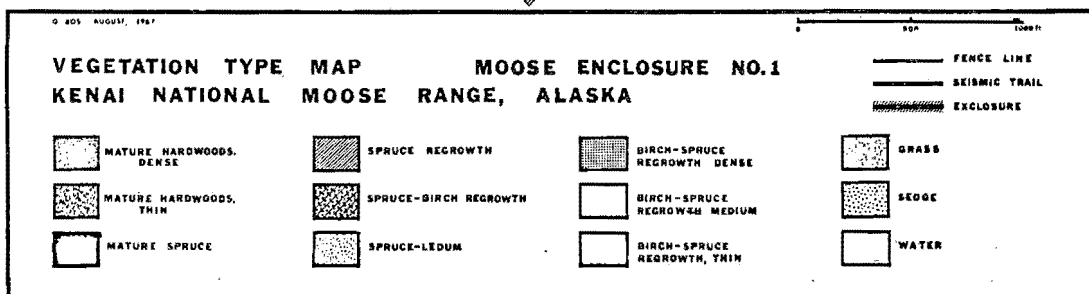 G 205 AUGUST, 1967
0 500 1000 ft
VEGETATION TYPE MAP MOOSE ENCLOSURE NO.1
KENAI NATIONAL MOOSE RANGE, ALASKA
FENCE LINE
SEISMIC TRAIL
EXCLOSURE
MATURE HARDWOODS,
DENSE
MATURE HARDWOODS,
THIN
MATURE SPRUCE
SPRUCE REGROWTH
SPRUCE-BIRCH REGROWTH
SPRUCE-LEDUM
BIRCH-SPRUCE
REGROWTH DENSE
BIRCH-SPRUCE
REGROWTH MEDIUM
BIRCH-SPRUCE
REGROWTH, THIN
GRASS
SEDGE
WATER